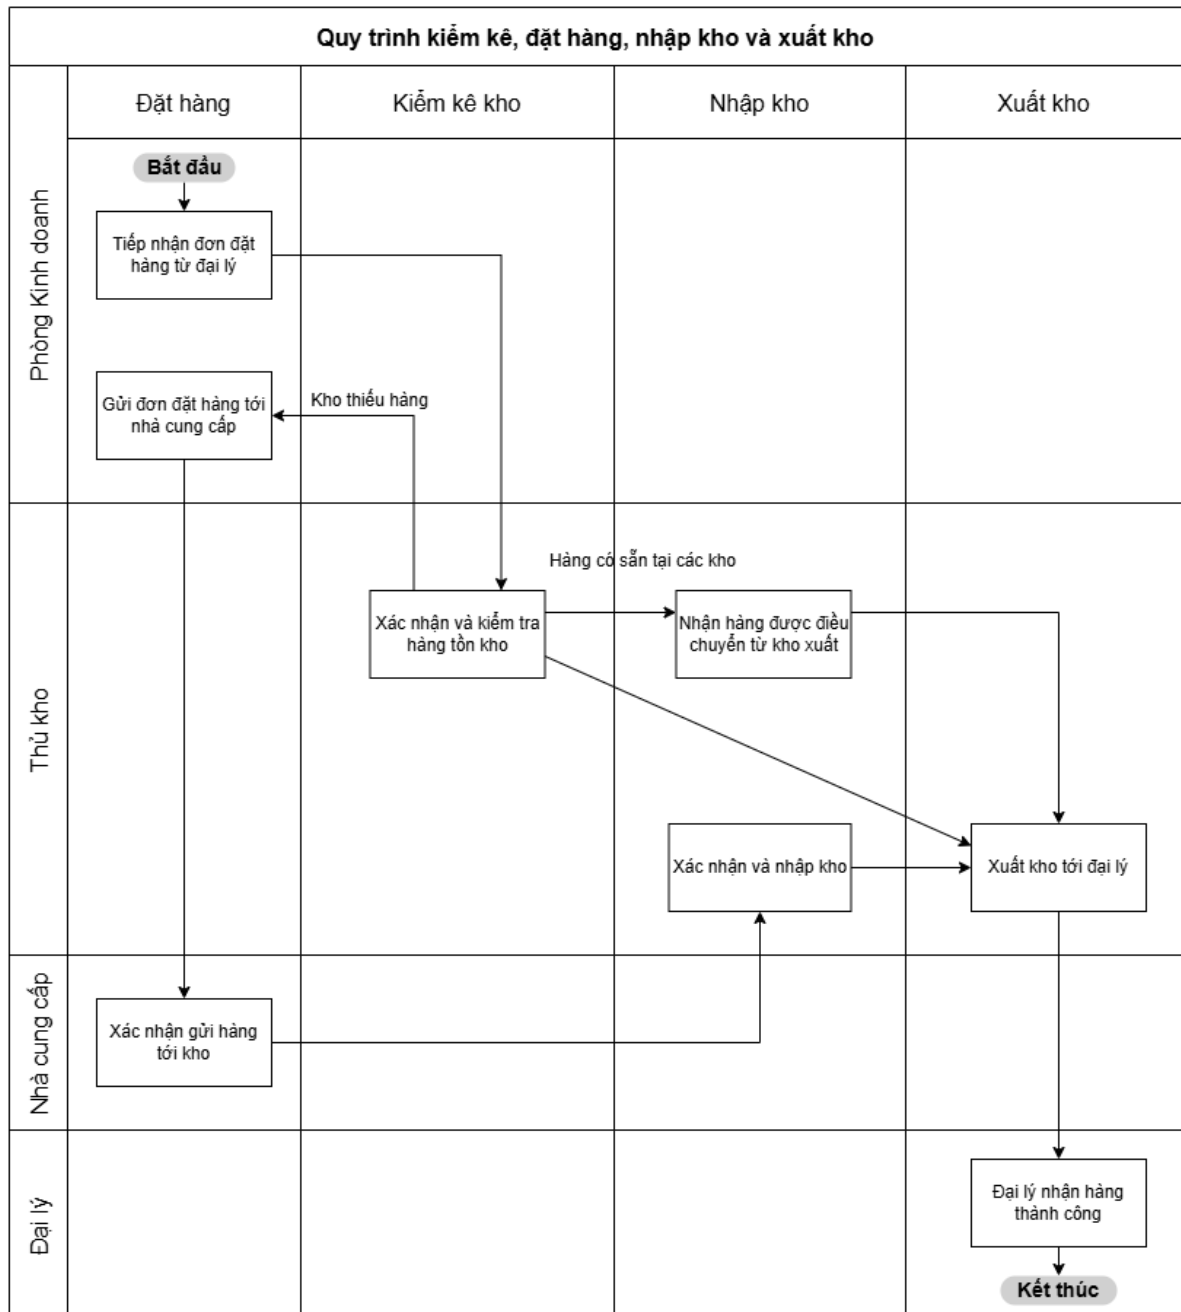 Quy trình kiểm kê, đặt hàng, nhập kho và xuất kho
Đặt hàng
Kiểm kê kho
Nhập kho
Xuất kho
Phòng Kinh doanh
Bắt đầu
Tiếp nhận đơn đặt
hàng từ đại lý
Gửi đơn đặt hàng tới
nhà cung cấp
Kho thiếu hàng
Thủ kho
Hàng có sẵn tại các kho
Xác nhận và kiểm tra
hàng tồn kho
Nhận hàng được điều
chuyển từ kho xuất
Xác nhận và nhập kho
Xuất kho tới đại lý
Nhà cung cấp
Xác nhận gửi hàng
tới kho
Đại lý
Đại lý nhận hàng
thành công
Kết thúc